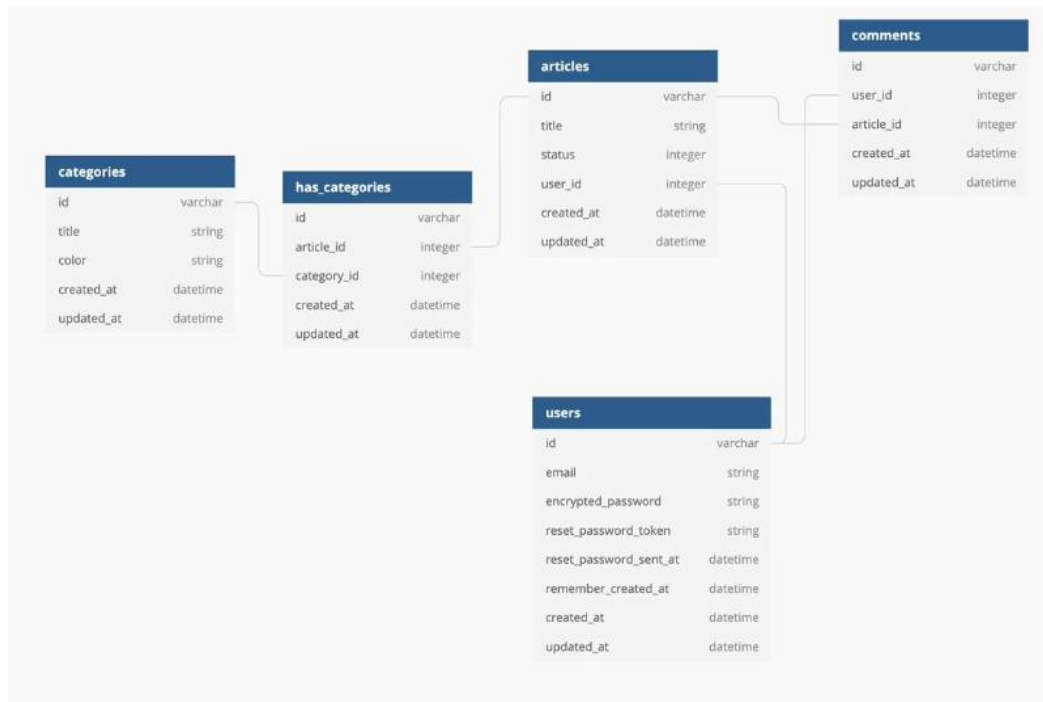 categories
id varchar
title string
color string
created_at datetime
updated_at datetime
has_categories
id varchar
article_id integer
category_id integer
created_at datetime
updated_at datetime
articles
id varchar
title string
status integer
user_id integer
created_at datetime
updated_at datetime
comments
id varchar
user_id integer
article_id integer
created_at datetime
updated_at datetime
users
id varchar
email string
encrypted_password string
reset_password_token string
reset_password_sent_at datetime
remember_created_at datetime
created_at datetime
updated_at datetime